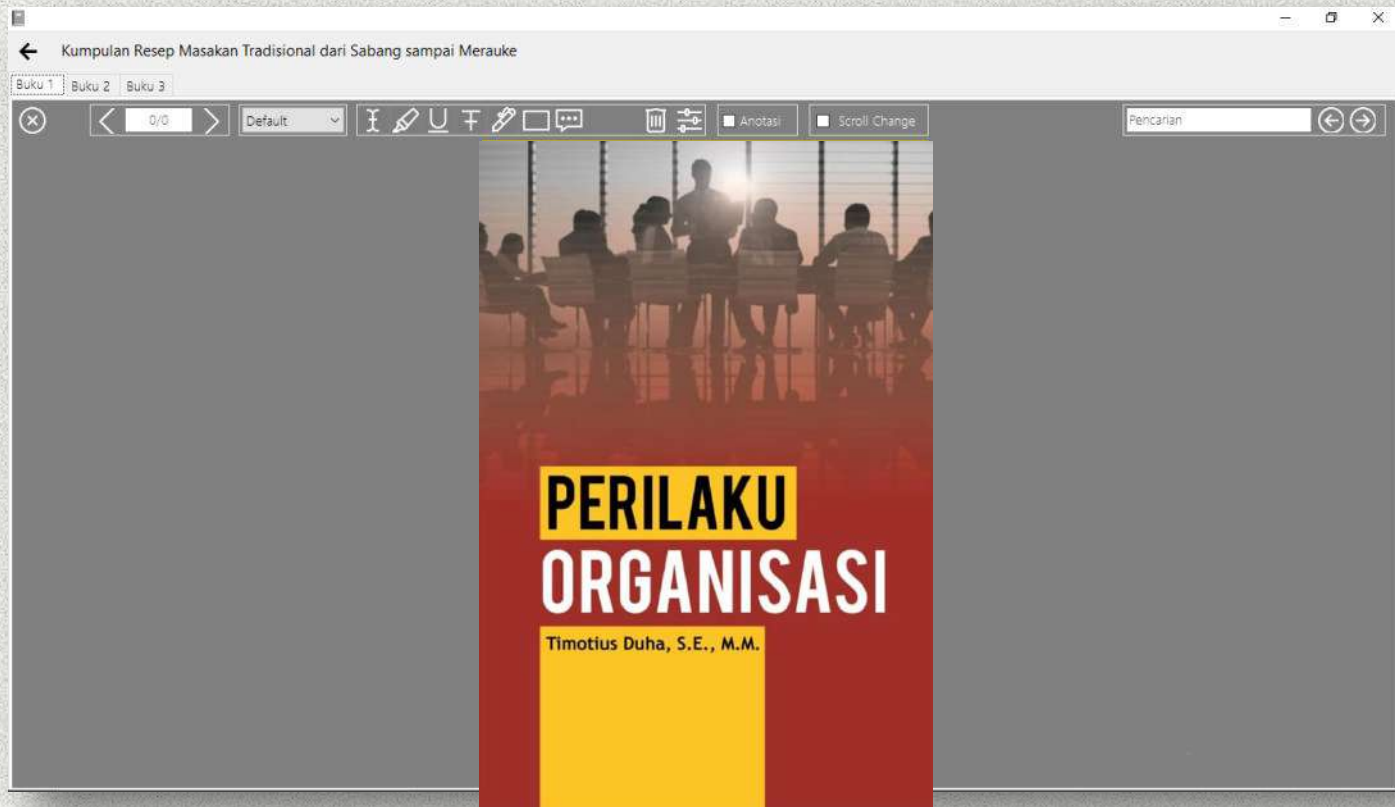 Kumpulan Resep Masakan Tradisional dari Sabang sampai Merauke
Buku 1 Buku 2 Buku 3
0/0 Default Anotasi Scroll Change Pencarian
PERILAKU
ORGANISASI
Timotius Duha, S.E., M.M.